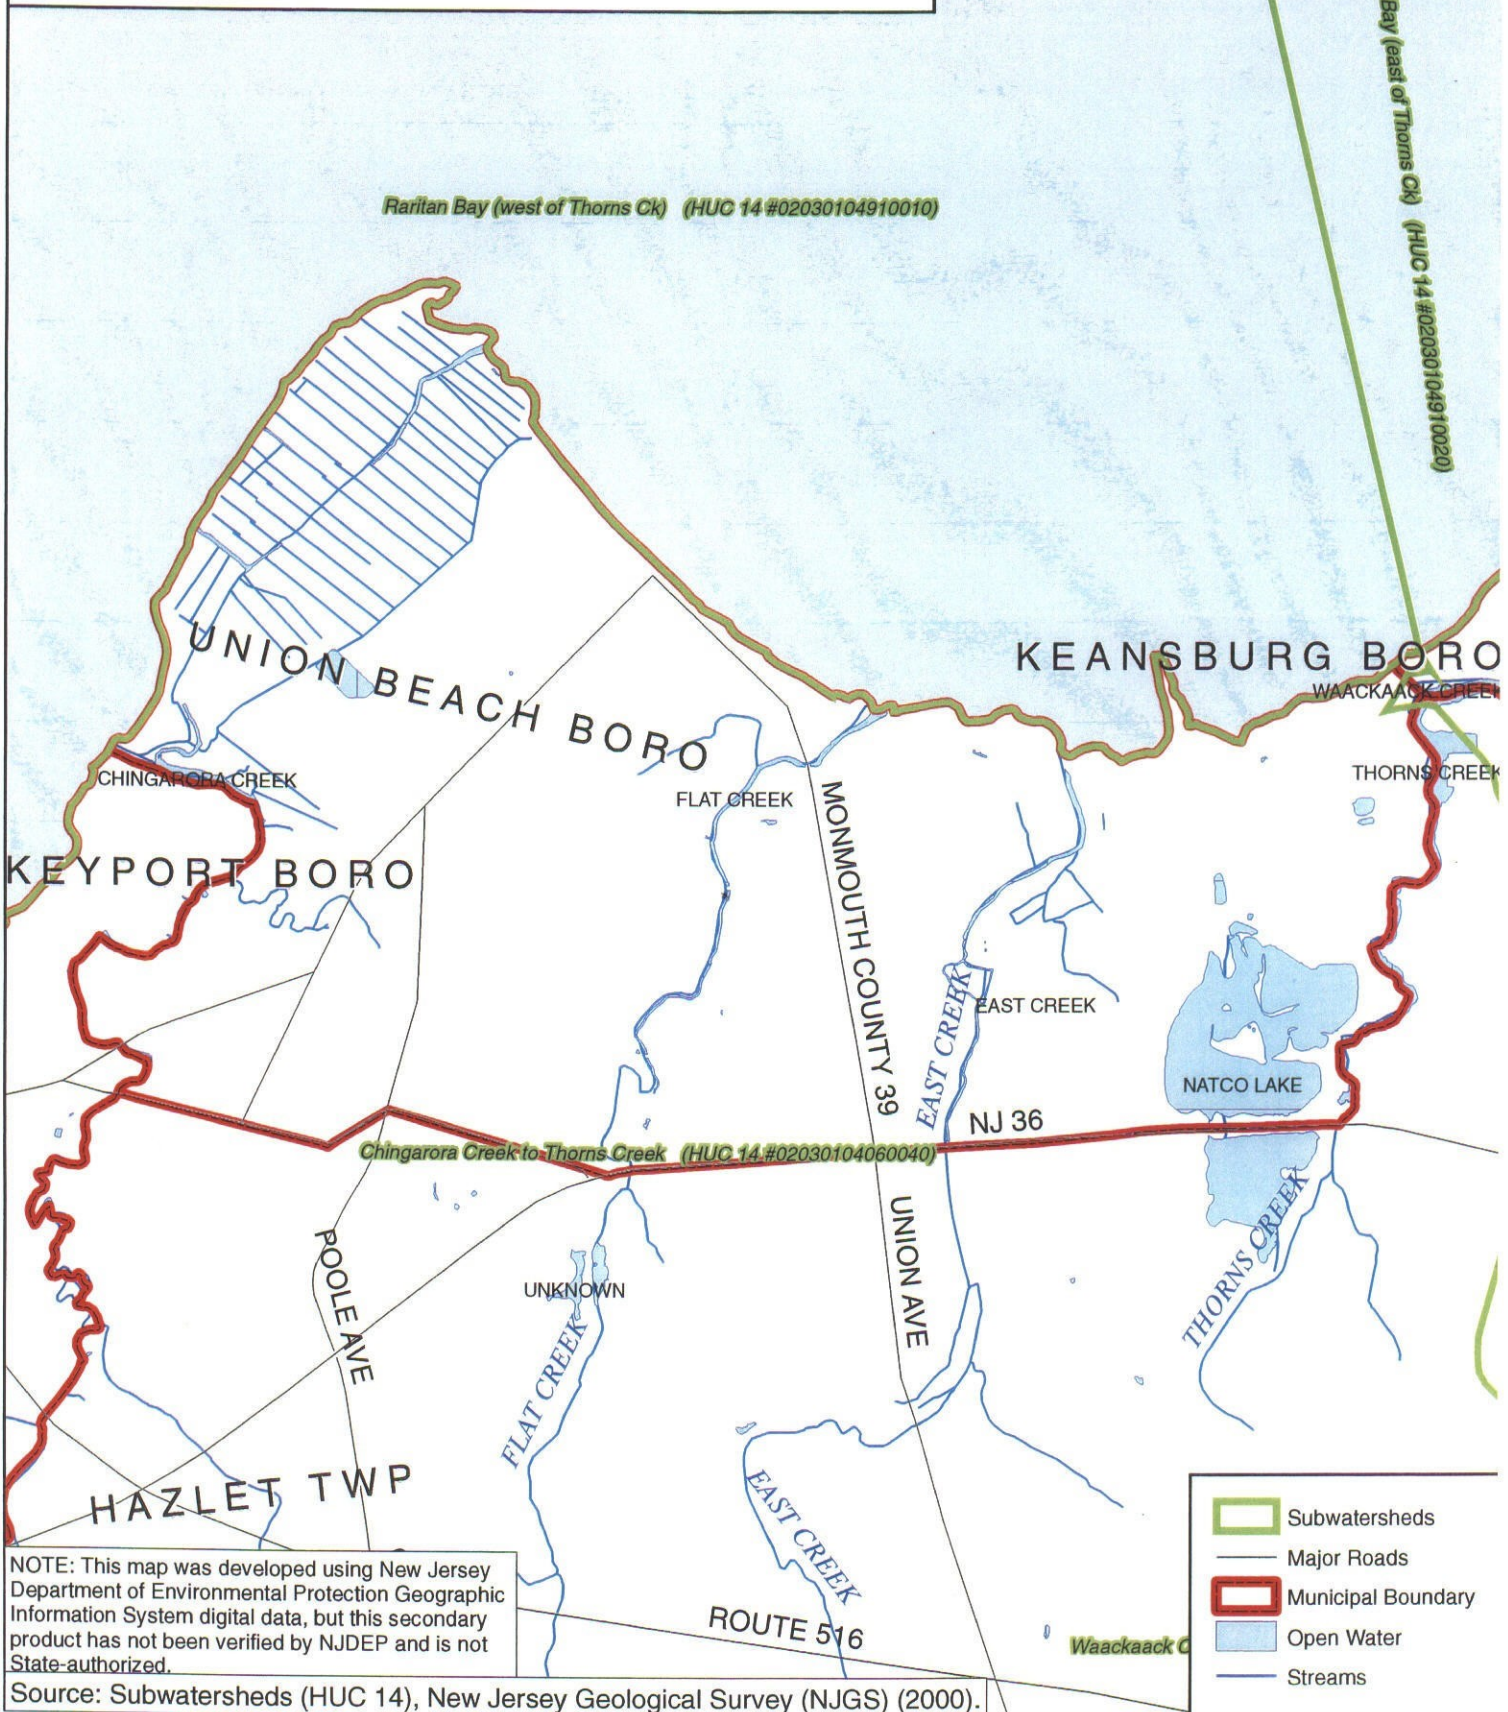 Bay (east of Thorns Ck) (HUC 14 #02030104910020)
Raritan Bay (west of Thorns Ck) (HUC 14 #02030104910010)
UNION BEACH BORO
KEANSBURG BORO
WAACKAACK CREEK
CHINGARORA CREEK
THORNS CREEK
FLAT CREEK
MONMOUTH COUNTY 39
KEYPORT BORO
EAST CREEK
EAST CREEK
NATCO LAKE
NJ 36
Chingarora Creek to Thorns Creek (HUC 14 #02030104060040)
UNION AVE
THORNS CREEK
POOLE AVE
UNKNOWN
FLAT CREEK
HAZLET TWP
EAST CREEK
ROUTE 516
Waackaack C
Subwatersheds
Major Roads
Municipal Boundary
Open Water
Streams
NOTE: This map was developed using New Jersey
Department of Environmental Protection Geographic
Information System digital data, but this secondary
product has not been verified by NJDEP and is not
State-authorized.
Source: Subwatersheds (HUC 14), New Jersey Geological Survey (NJGS) (2000).